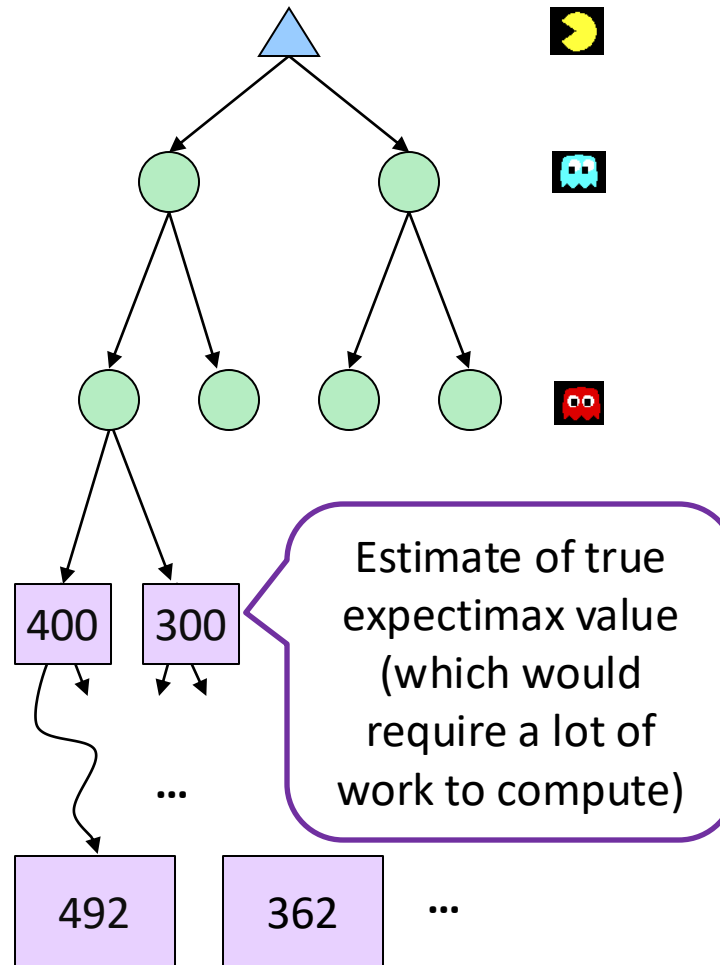 Estimate of true
expectimax value
(which would
require a lot of
work to compute)
400
300
...
492
362
...